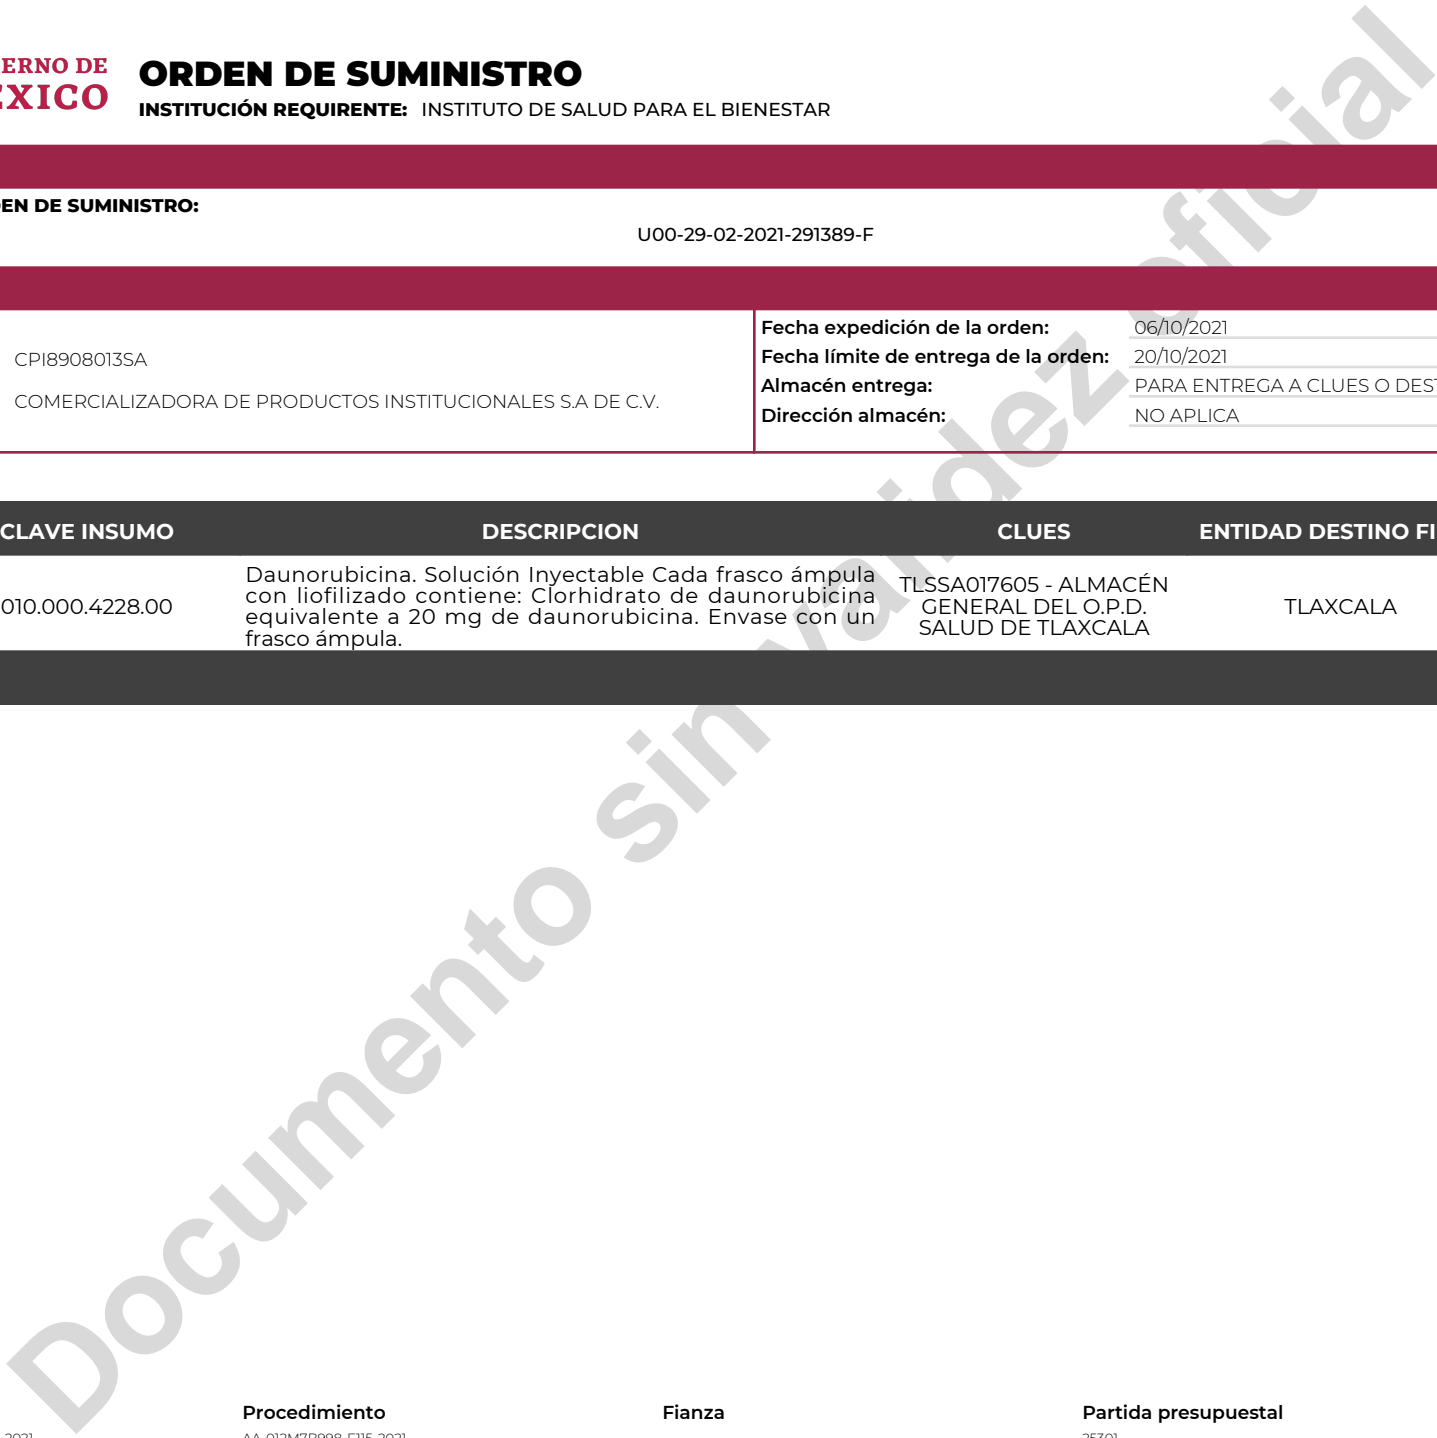 ERNO DE
EXICO
ORDEN DE SUMINISTRO
INSTITUCIÓN REQUIRENTE: INSTITUTO DE SALUD PARA EL BIENESTAR
EN DE SUMINISTRO:
U00-29-02-2021-291389-F
CPI8908013SA
COMERCIALIZADORA DE PRODUCTOS INSTITUCIONALES S.A DE C.V.
Fecha expedición de la orden: 06/10/2021
Fecha límite de entrega de la orden: 20/10/2021
Almacén entrega: PARA ENTREGA A CLUES O DEST
Dirección almacén: NO APLICA
CLAVE INSUMO DESCRIPCION CLUES ENTIDAD DESTINO FI
010.000.4228.00
Daunorubicina. Solución Inyectable Cada frasco ámpula
con liofilizado contiene: Clorhidrato de daunorubicina
equivalente a 20 mg de daunorubicina. Envase con un
frasco ámpula.
TLSSA017605 - ALMACÉN
GENERAL DEL O.P.D.
SALUD DE TLAXCALA
TLAXCALA
Documento sin validez oficial
Procedimiento Fianza Partida presupuestal